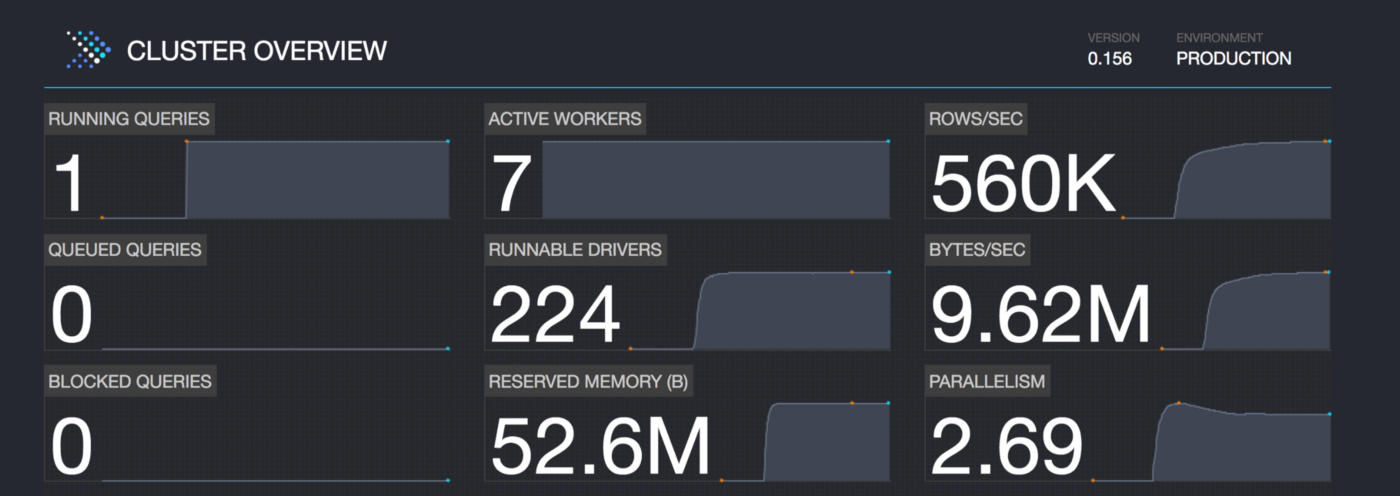 CLUSTER OVERVIEW
VERSION
0.156
ENVIRONMENT
PRODUCTION
RUNNING QUERIES
1
ACTIVE WORKERS
7
ROWS/SEC
560K
QUEUED QUERIES
0
RUNNABLE DRIVERS
224
BYTES/SEC
9.62M
BLOCKED QUERIES
0
RESERVED MEMORY (B)
52.6M
PARALLELISM
2.69